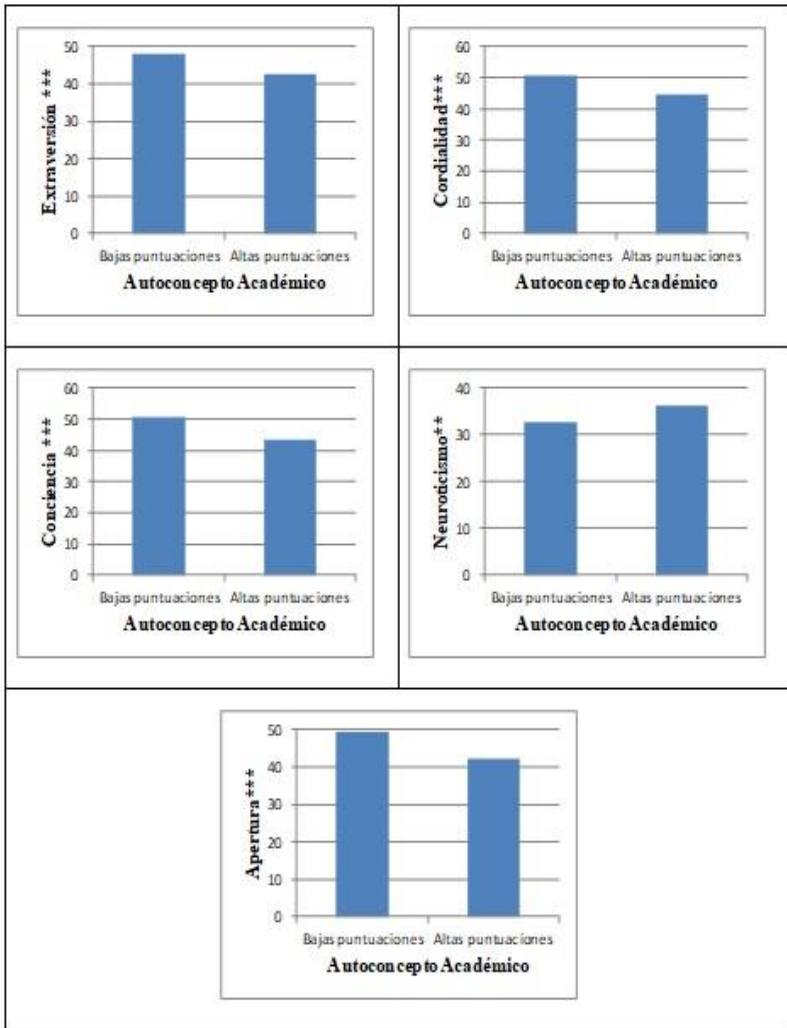 Extraversión ***
50
40
30
20
10
0
Bajas puntuaciones Altas puntuaciones
Autoconcepto Académico
Cordialidad***
60
50
40
30
20
10
0
Bajas puntuaciones Altas puntuaciones
Autoconcepto Académico
Conciencia ***
60
50
40
30
20
10
0
Bajas puntuaciones Altas puntuaciones
Autoconcepto Académico
Neuroticismo**
40
30
20
10
0
Bajas puntuaciones Altas puntuaciones
Autoconcepto Académico
Apertura***
50
40
30
20
10
0
Bajas puntuaciones Altas puntuaciones
Autoconcepto Académico